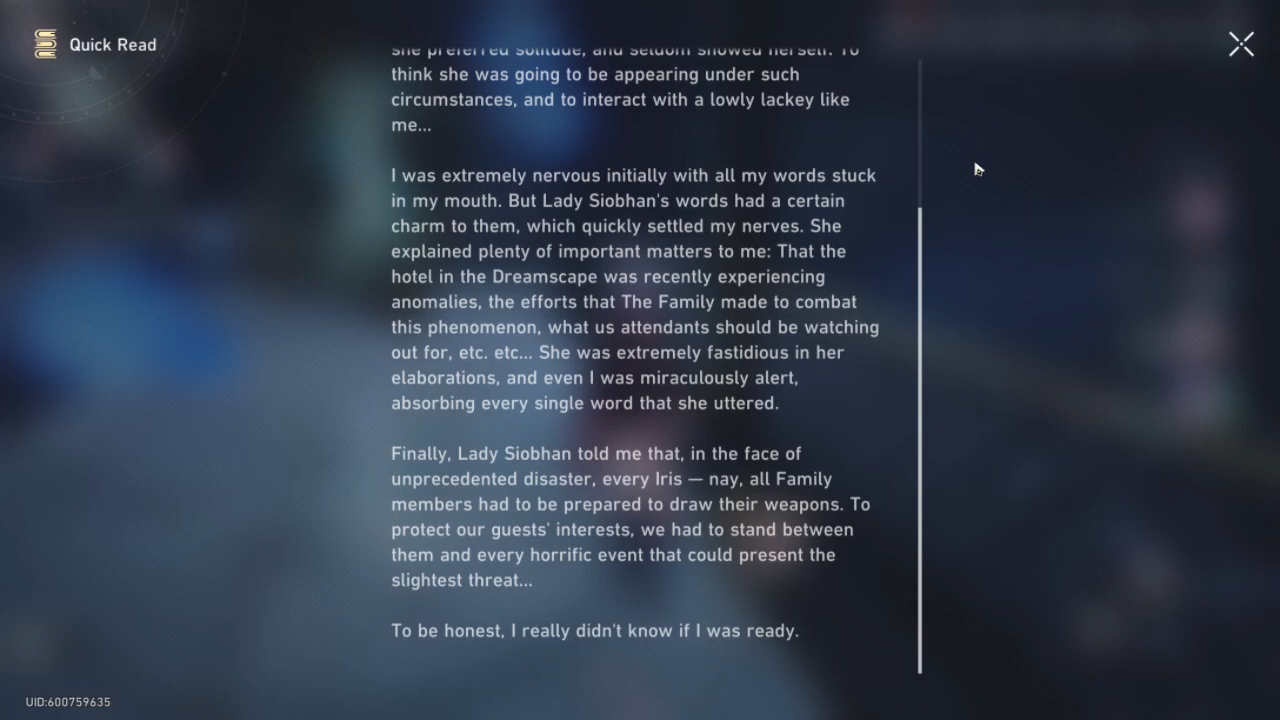 Quick Read
she preferred solitude, and seldom showed herself. To
think she was going to be appearing under such
circumstances, and to interact with a lowly lackey like
me...
I was extremely nervous initially with all my words stuck
in my mouth. But Lady Siobhan's words had a certain
charm to them, which quickly settled my nerves. She
explained plenty of important matters to me: That the
hotel in the Dreamscape was recently experiencing
anomalies, the efforts that The Family made to combat
this phenomenon, what us attendants should be watching
out for, etc. etc... She was extremely fastidious in her
elaborations, and even I was miraculously alert,
absorbing every single word that she uttered.
Finally, Lady Siobhan told me that, in the face of
unprecedented disaster, every Iris — nay, all Family
members had to be prepared to draw their weapons. To
protect our guests' interests, we had to stand between
them and every horrific event that could present the
slightest threat...
To be honest, I really didn't know if I was ready.
UID:600759635